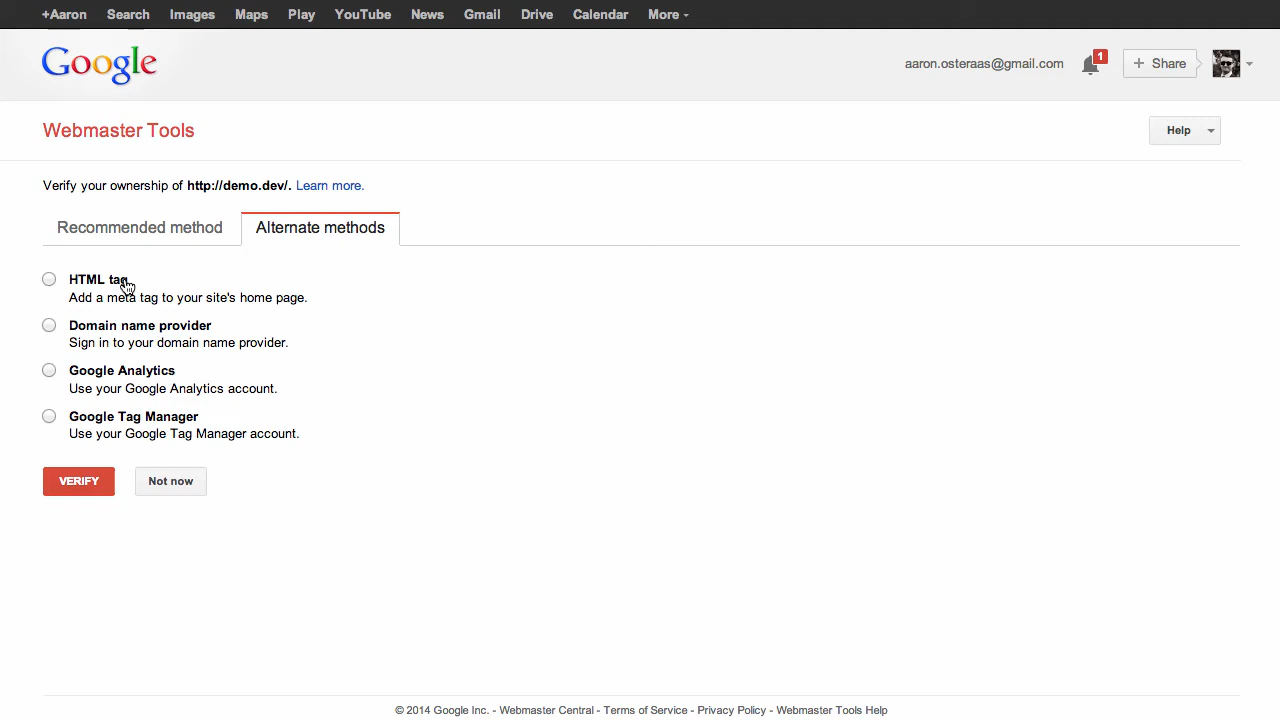 +Aaron Search Images Maps Play YouTube News Gmail Drive Calendar More
Google aaron.osteraas@gmail.com 1 + Share
Webmaster Tools Help
Verify your ownership of http://demo.dev/. Learn more.
Recommended method Alternate methods
HTML tag
Add a meta tag to your site's home page.
Domain name provider
Sign in to your domain name provider.
Google Analytics
Use your Google Analytics account.
Google Tag Manager
Use your Google Tag Manager account.
VERIFY Not now
© 2014 Google Inc. - Webmaster Central - Terms of Service - Privacy Policy - Webmaster Tools Help